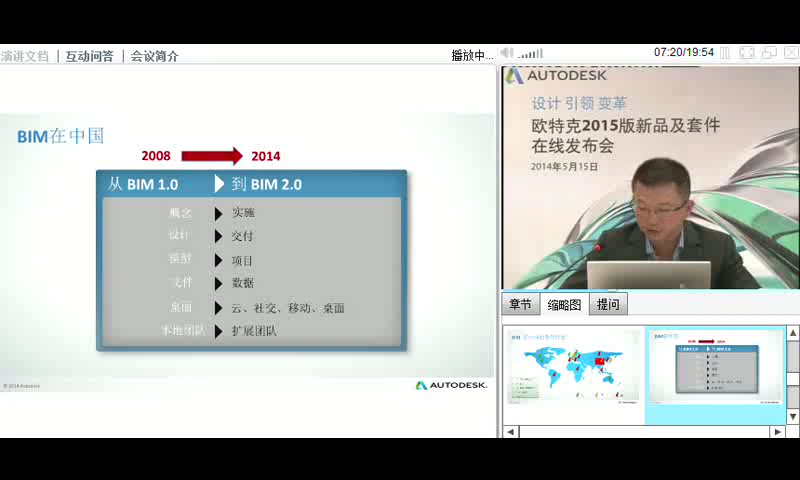 演讲文档 | 互动问答 | 会议简介
播放中...
07:20/19:54
BIM在中国
2008
2014
从 BIM 1.0
到 BIM 2.0
概念
实施
设计
交付
模型
项目
文件
数据
桌面
云、社交、移动、桌面
本地团队
扩展团队
© 2014 Autodesk
AUTODESK.
AUTODESK
设计 引领 变革
欧特克2015版新品及套件
在线发布会
2014年5月15日
章节
缩略图
提问